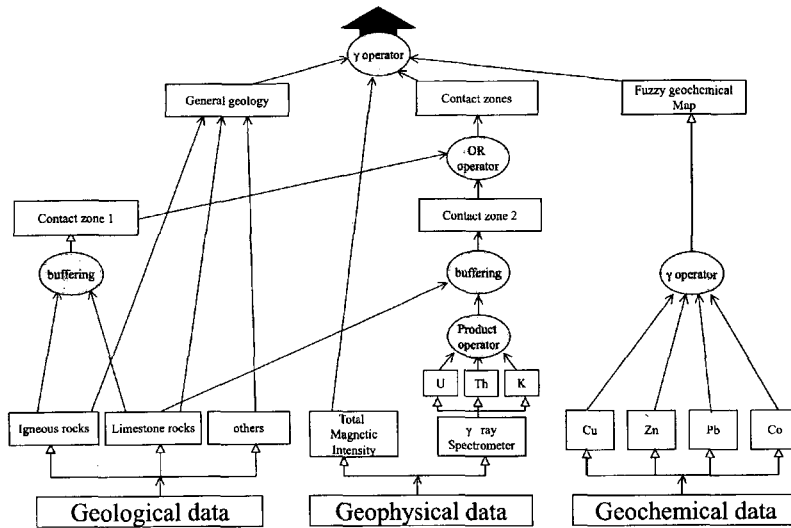 γ operator
General geology
Contact zones
Fuzzy geochemical
Map
OR
operator
Contact zone 1
Contact zone 2
buffering
buffering
γ operator
Product
operator
U
Th
K
Igneous rocks
Limestone rocks
others
Total
Magnetic
Intensity
γ ray
Spectrometer
Cu
Zn
Pb
Co
Geological data
Geophysical data
Geochemical data